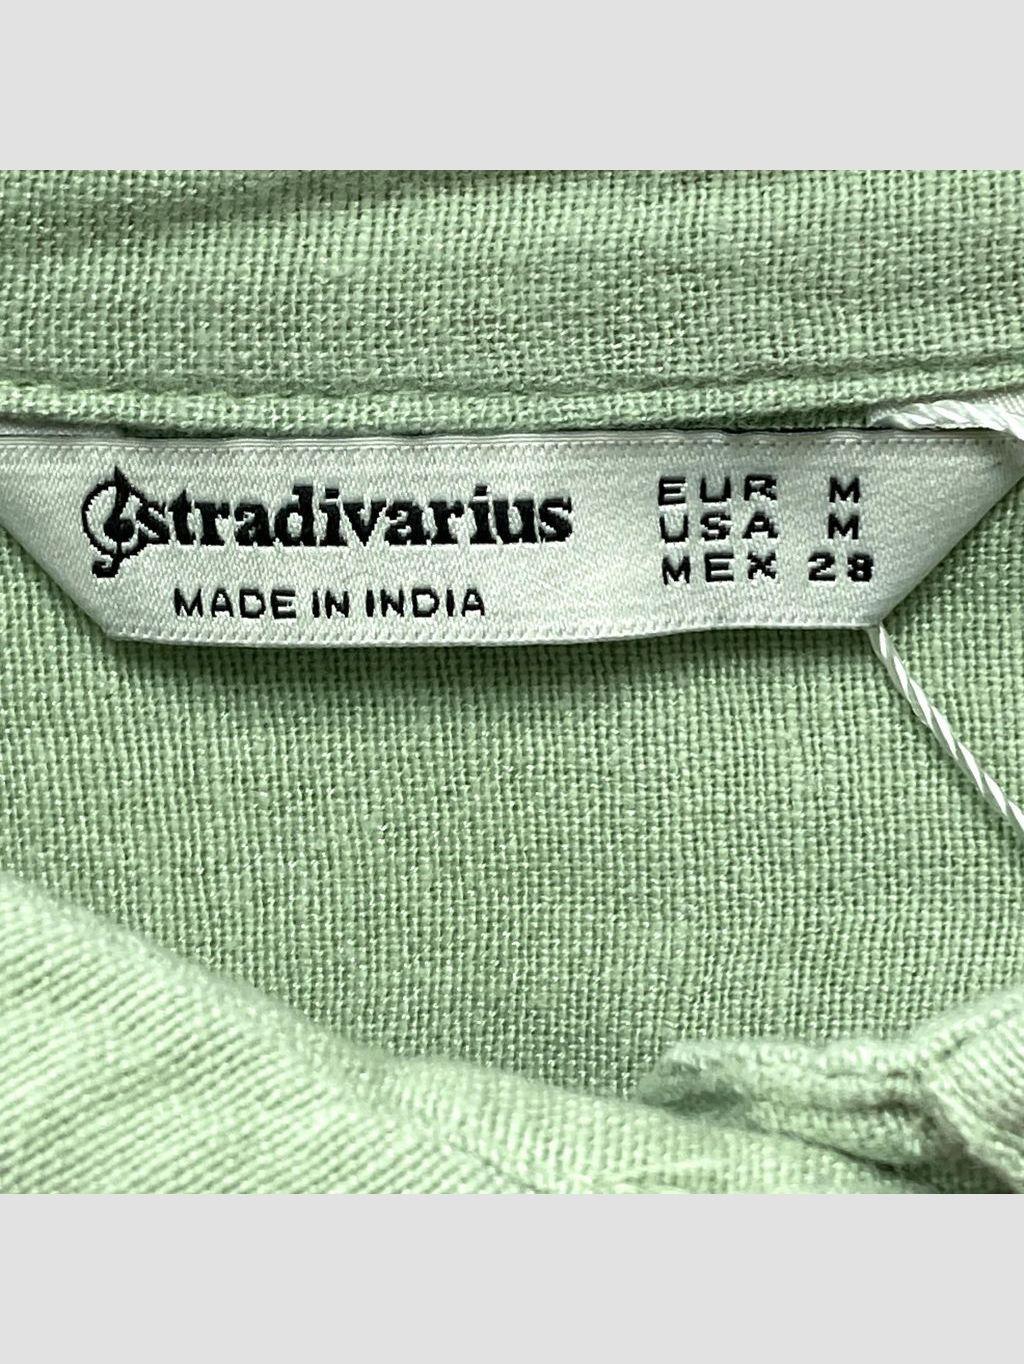 stradivarius
MADE IN INDIA
EUR M
USA M
MEX 28